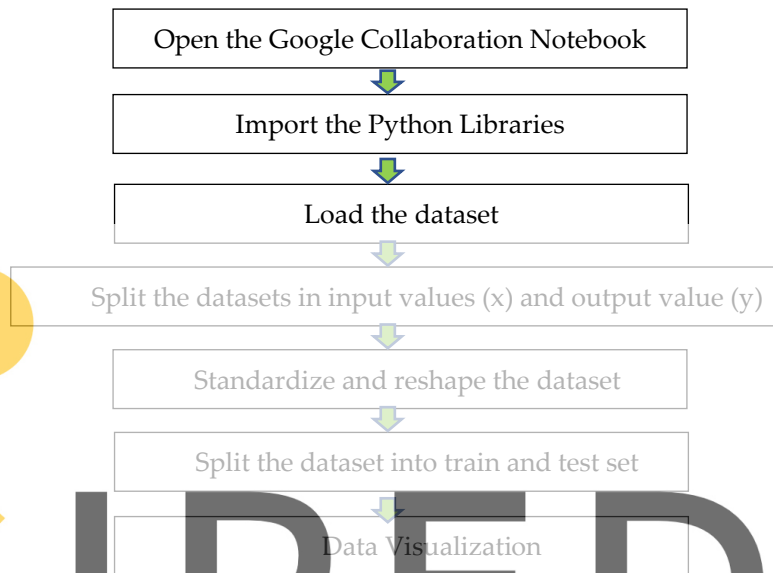 Open the Google Collaboration Notebook
Import the Python Libraries
Load the dataset
Split the datasets in input values (x) and output value (y)
Standardize and reshape the dataset
Split the dataset into train and test set
Data Visualization